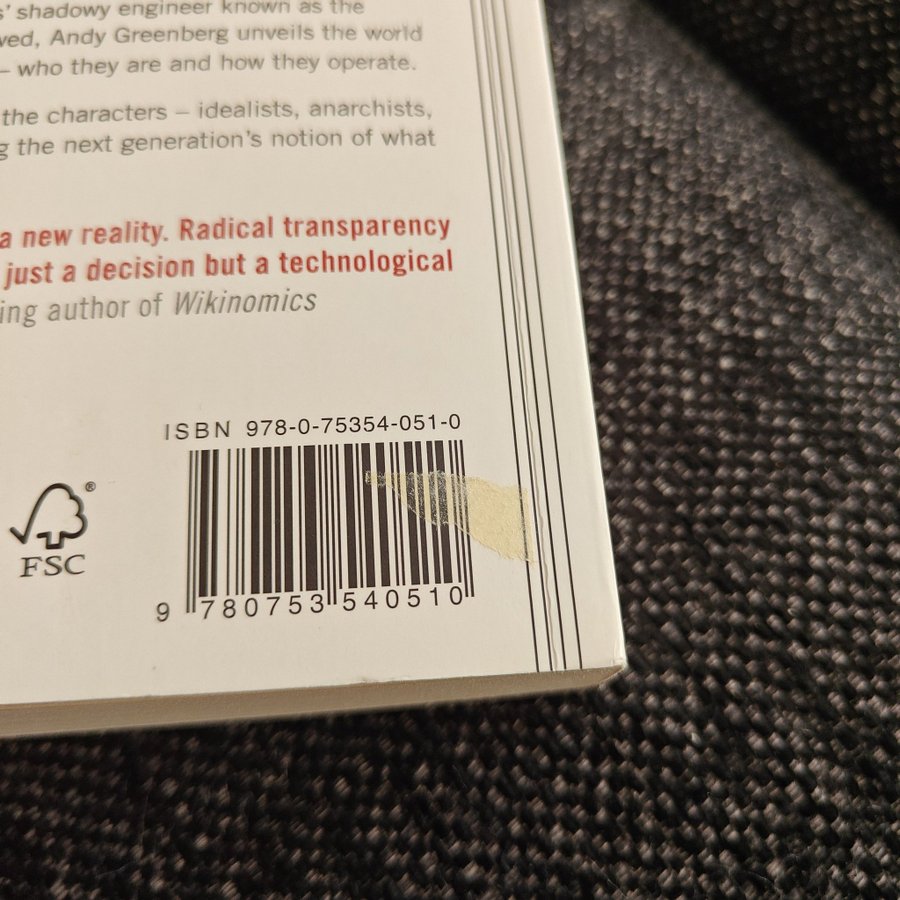 s' shadowy engineer known as the
ved, Andy Greenberg unveils the world
– who they are and how they operate.
the characters – idealists, anarchists,
g the next generation's notion of what
a new reality. Radical transparency
just a decision but a technological
ing author of Wikinomics
ISBN 978-0-75354-051-0
®
FSC
9 780753 540510